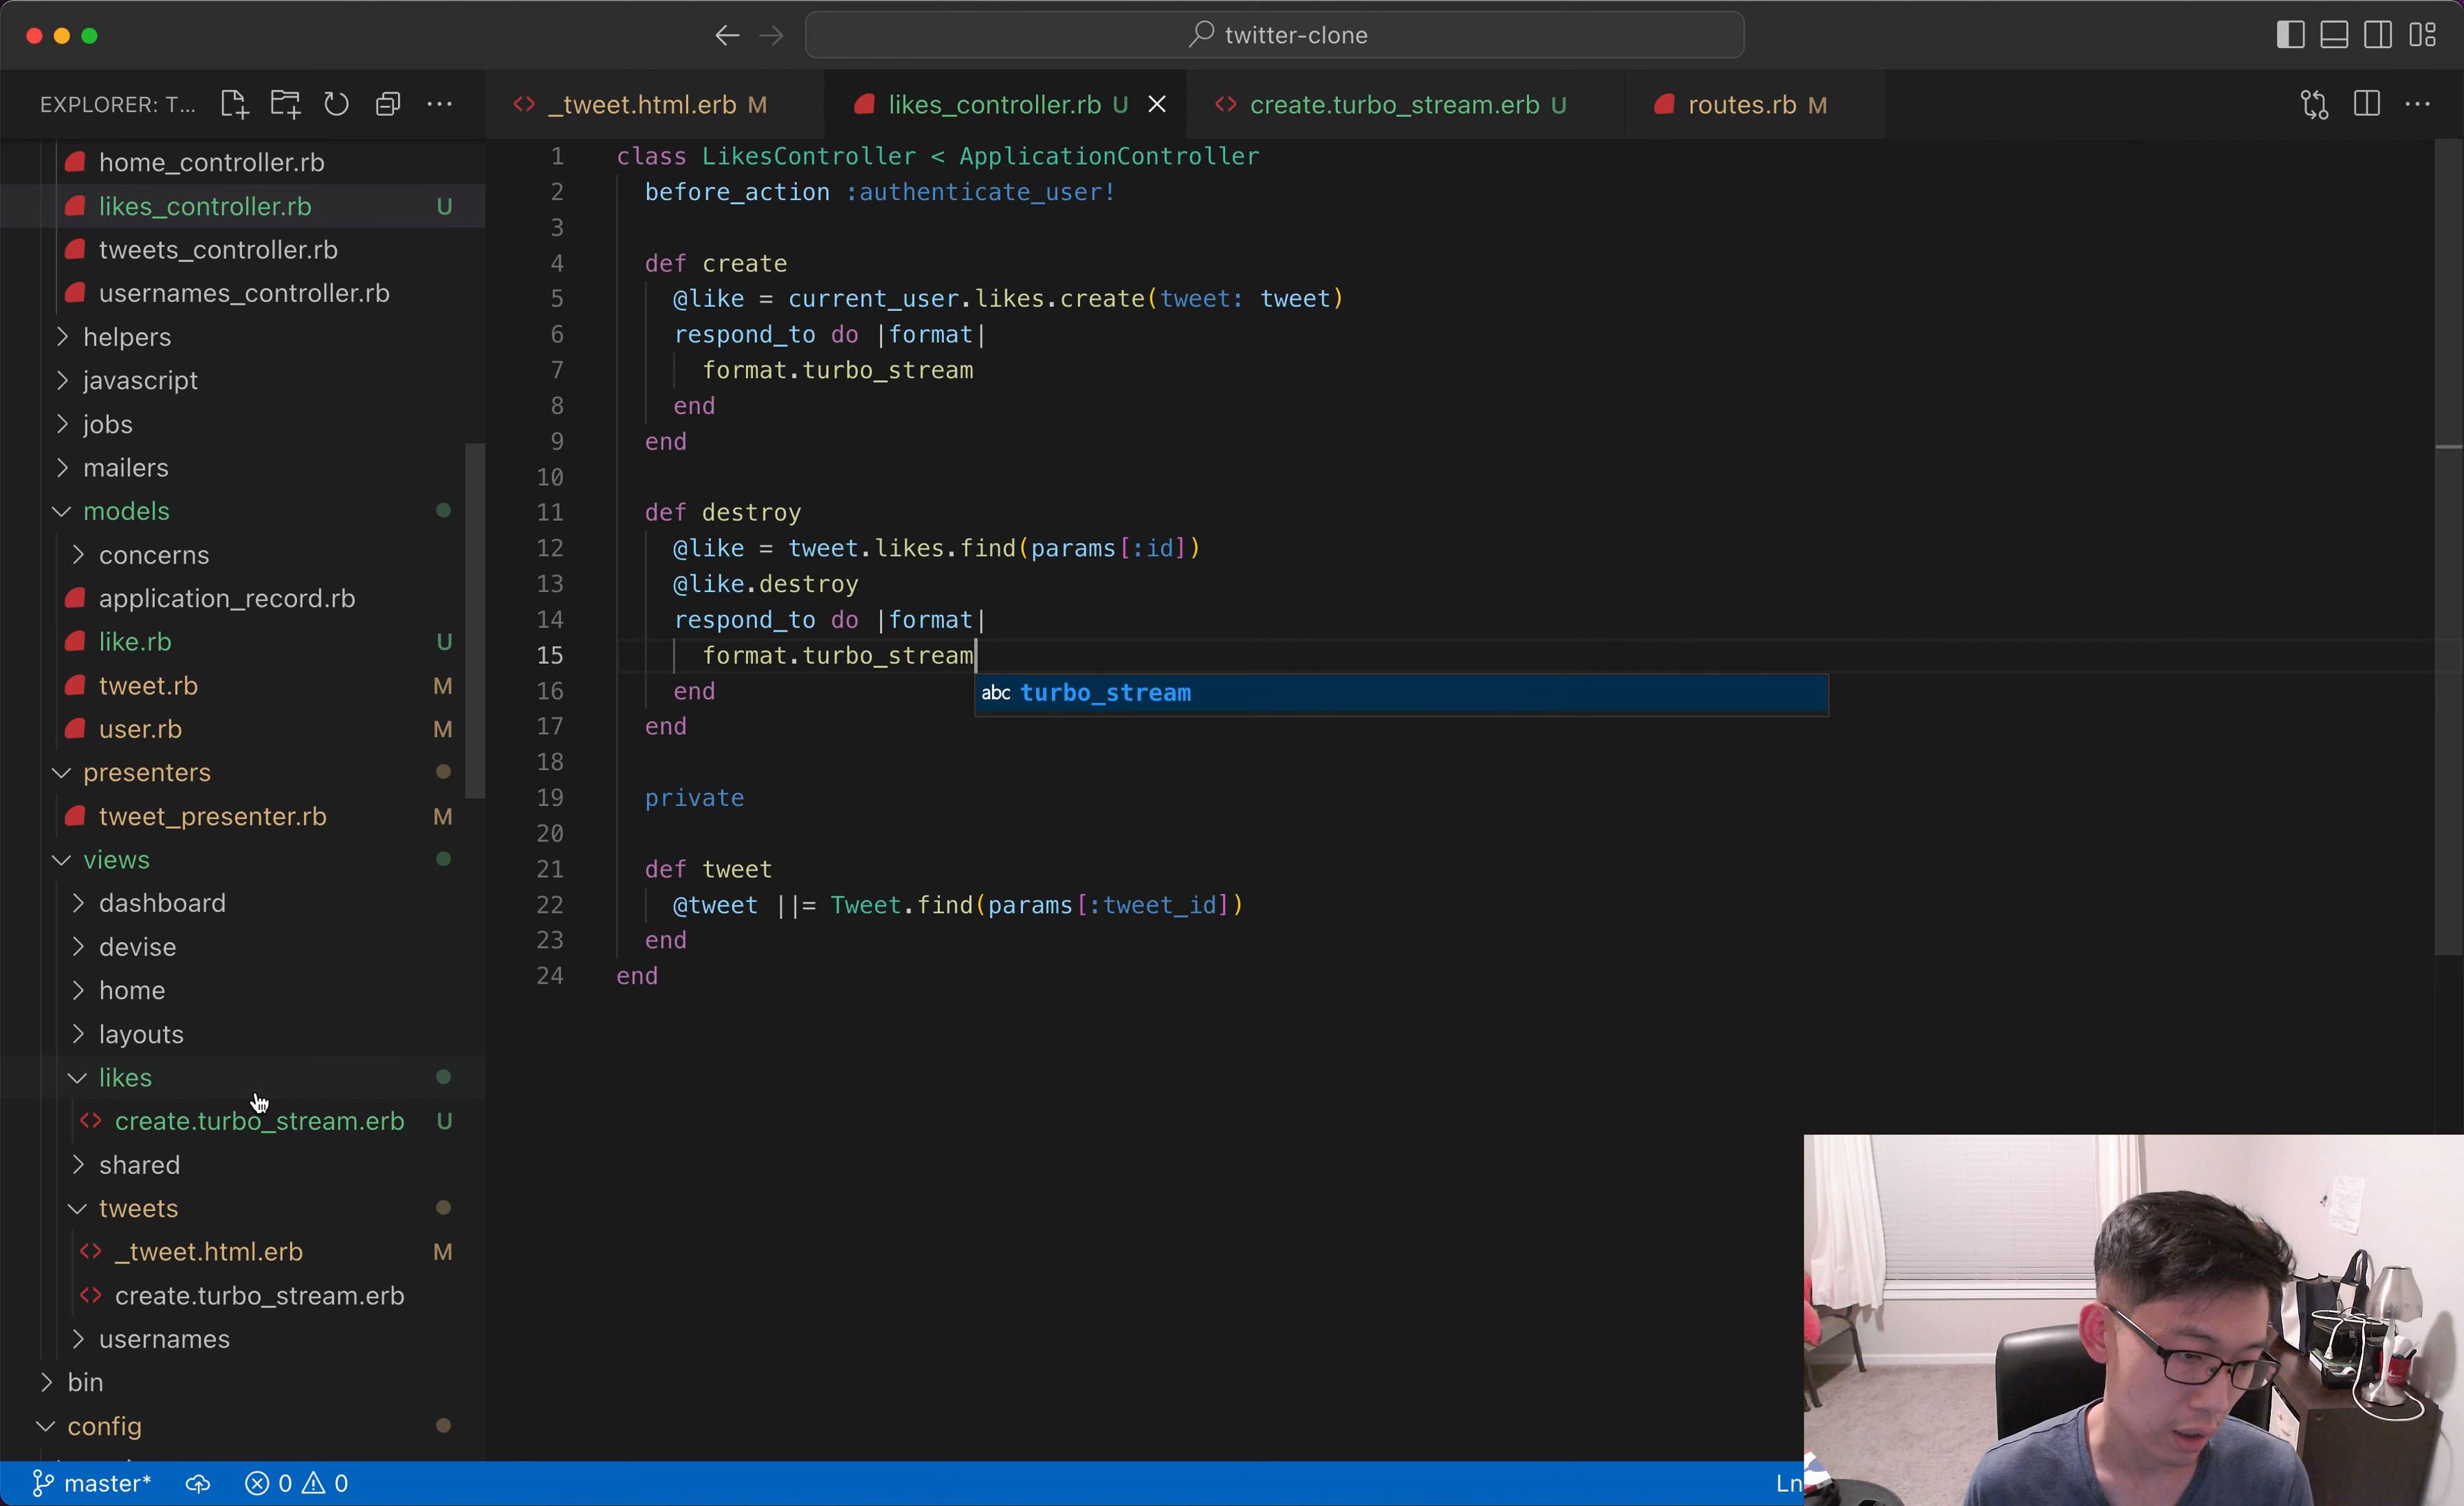 twitter-clone
EXPLORER: T...
_tweet.html.erb M
likes_controller.rb U
create.turbo_stream.erb U
routes.rb M
home_controller.rb
likes_controller.rb U
tweets_controller.rb
usernames_controller.rb
helpers
javascript
jobs
mailers
models
concerns
application_record.rb
like.rb U
tweet.rb M
user.rb M
presenters
tweet_presenter.rb M
views
dashboard
devise
home
layouts
likes
create.turbo_stream.erb U
shared
tweets
_tweet.html.erb M
create.turbo_stream.erb
usernames
bin
config
1 class LikesController < ApplicationController
2 before_action :authenticate_user!
3
4 def create
5 @like = current_user.likes.create(tweet: tweet)
6 respond_to do |format|
7 format.turbo_stream
8 end
9 end
10
11 def destroy
12 @like = tweet.likes.find(params[:id])
13 @like.destroy
14 respond_to do |format|
15 format.turbo_stream
abc turbo_stream
16 end
17 end
18
19 private
20
21 def tweet
22 @tweet ||= Tweet.find(params[:tweet_id])
23 end
24 end
master* 0 0
Ln